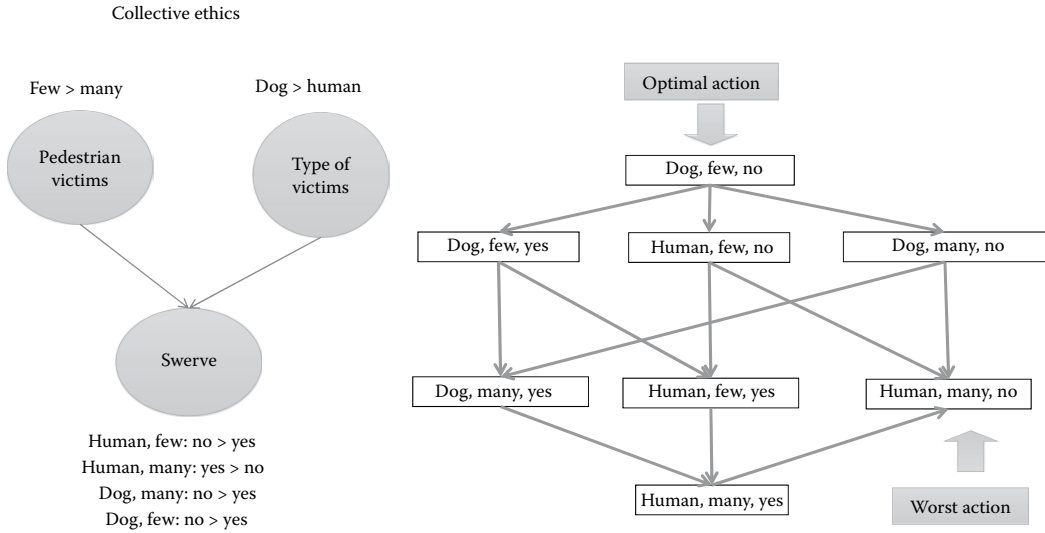 Collective ethics
Few > many
Dog > human
Pedestrian
victims
Type of
victims
Swerve
Human, few: no > yes
Human, many: yes > no
Dog, many: no > yes
Dog, few: no > yes
Optimal action
Dog, few, no
Dog, few, yes
Human, few, no
Dog, many, no
Dog, many, yes
Human, few, yes
Human, many, no
Human, many, yes
Worst action